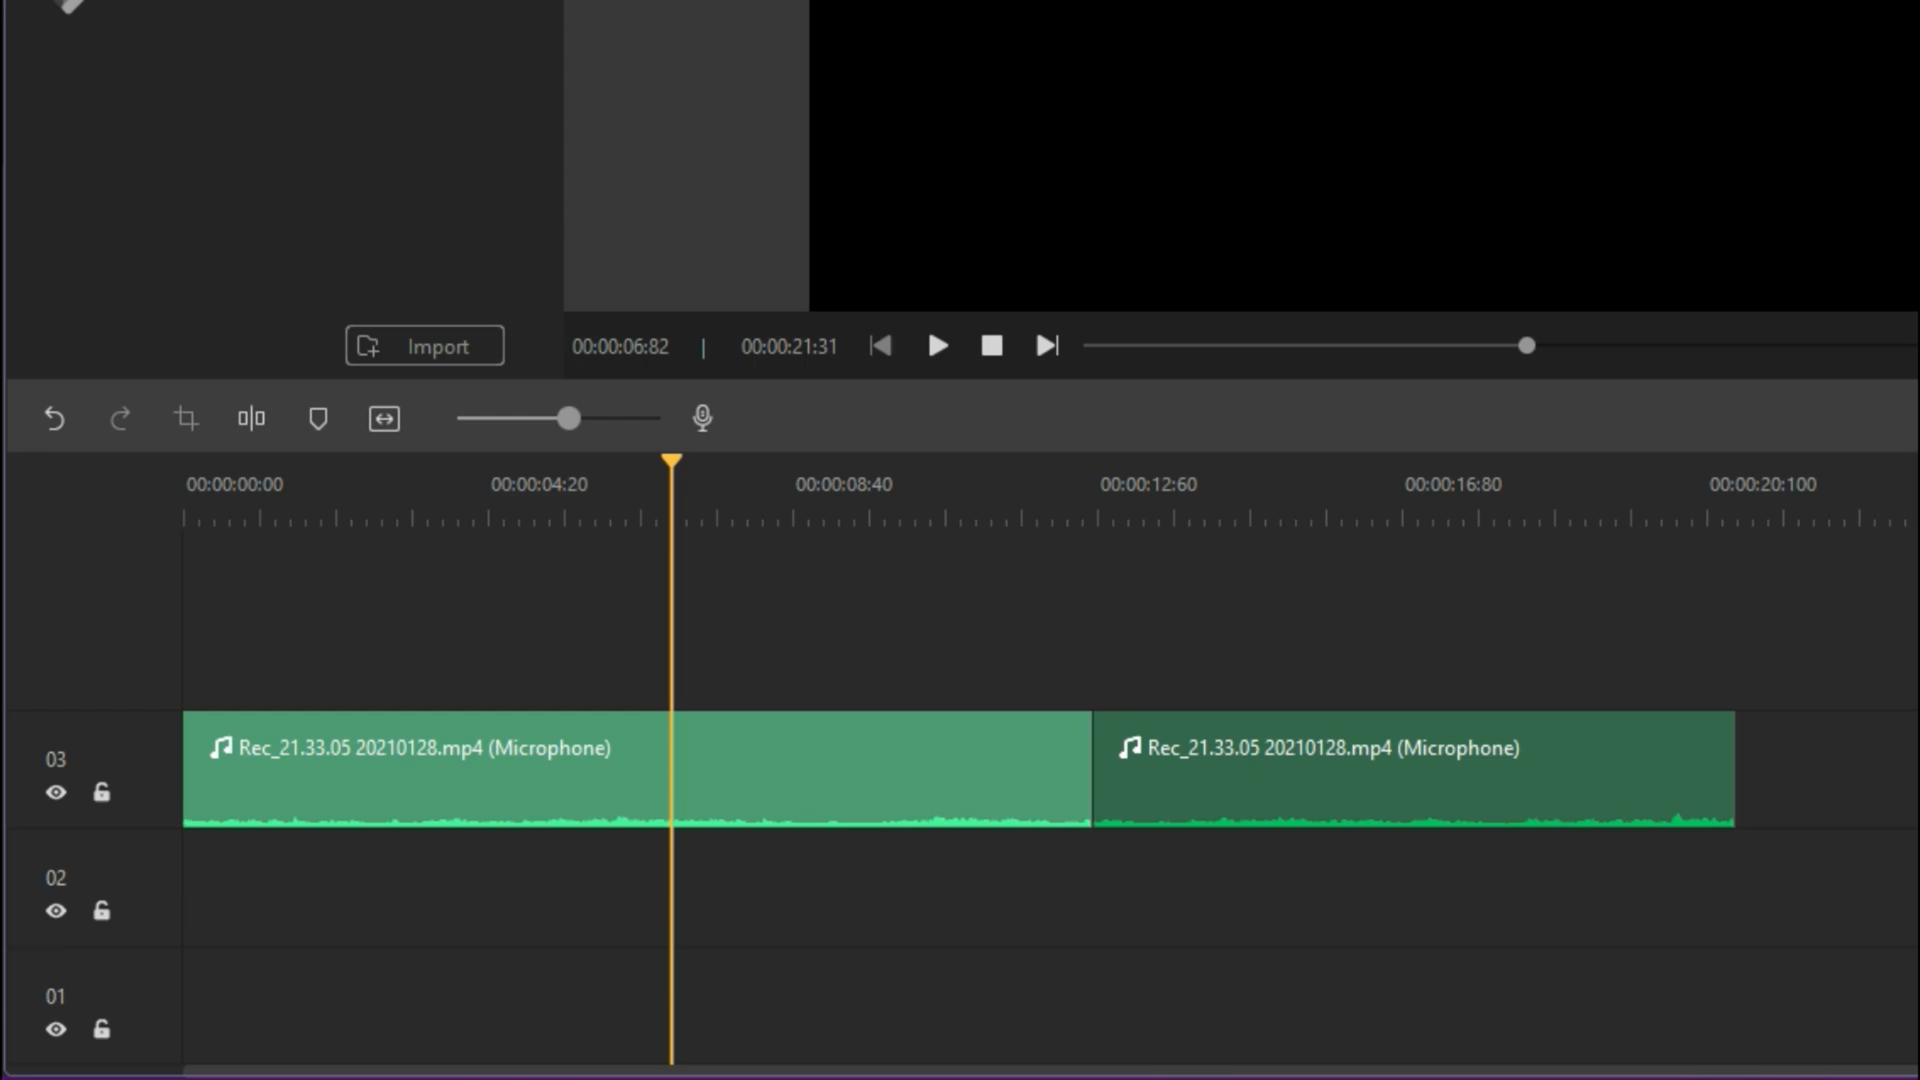 Import
00:00:06:82 | 00:00:21:31
00:00:00:00 00:00:04:20 00:00:08:40 00:00:12:60 00:00:16:80 00:00:20:100
03
Rec_21.33.05 20210128.mp4 (Microphone)
Rec_21.33.05 20210128.mp4 (Microphone)
02
01